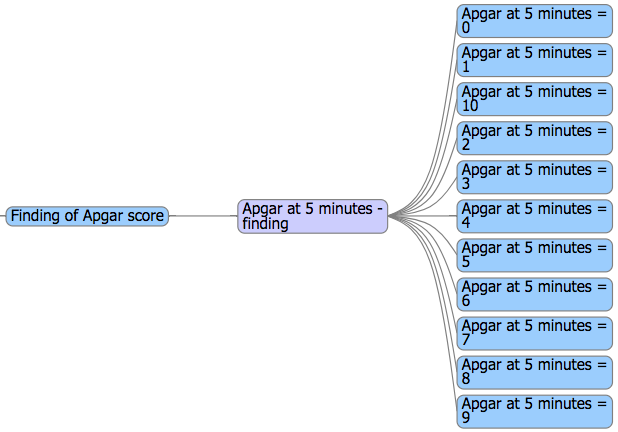 Finding of Apgar score
Apgar at 5 minutes -
finding
Apgar at 5 minutes =
0
Apgar at 5 minutes =
1
Apgar at 5 minutes =
10
Apgar at 5 minutes =
2
Apgar at 5 minutes =
3
Apgar at 5 minutes =
4
Apgar at 5 minutes =
5
Apgar at 5 minutes =
6
Apgar at 5 minutes =
7
Apgar at 5 minutes =
8
Apgar at 5 minutes =
9